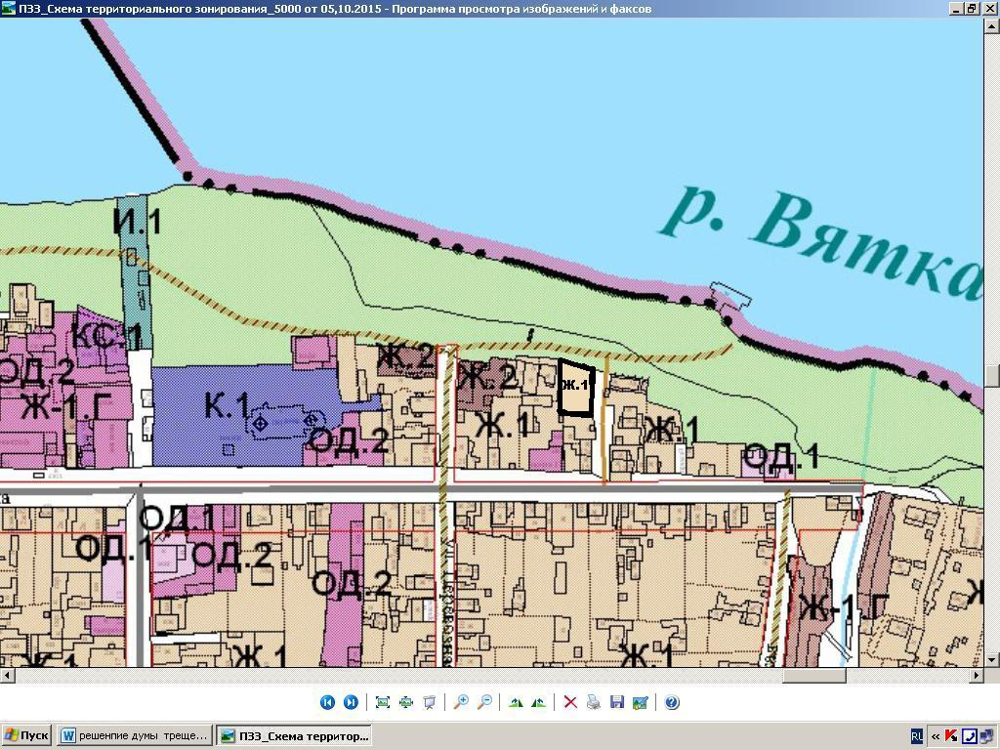 ПЗЗ_Схема территориального зонирования_5000 от 05,10.2015 - Программа просмотра изображений и факсов
р. Вятка
И.1
КС.1
ОД.2
Ж-1.Г
К.1
ОД.2
Ж.2
Ж.2
Ж.1
Ж.1
Ж.1
ОД.1
ОД.1
ОД.1
ОД.2
ОД.2
Ж-1.Г
Ж.1
Ж.1
Ж.1
Пуск
решенпие думы треще...
ПЗЗ_Схема территор...
RL
«